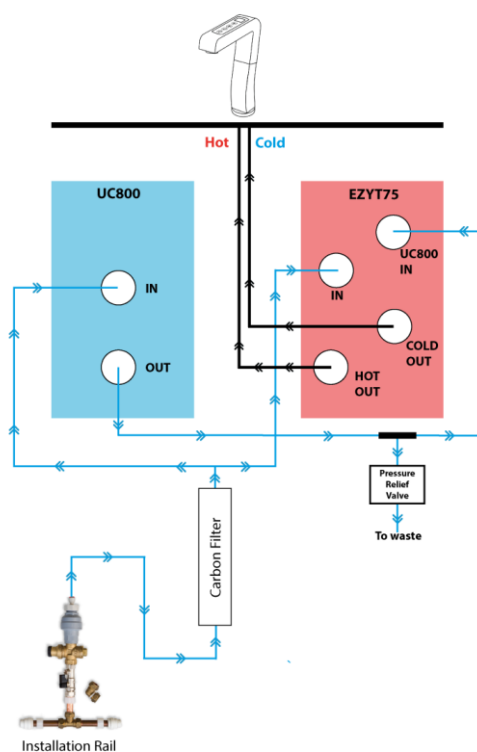 Hot
Cold
UC800
IN
OUT
EZYT75
UC800
IN
IN
COLD
OUT
HOT
OUT
Pressure
Relief
Valve
To waste
Carbon Filter
Installation Rail